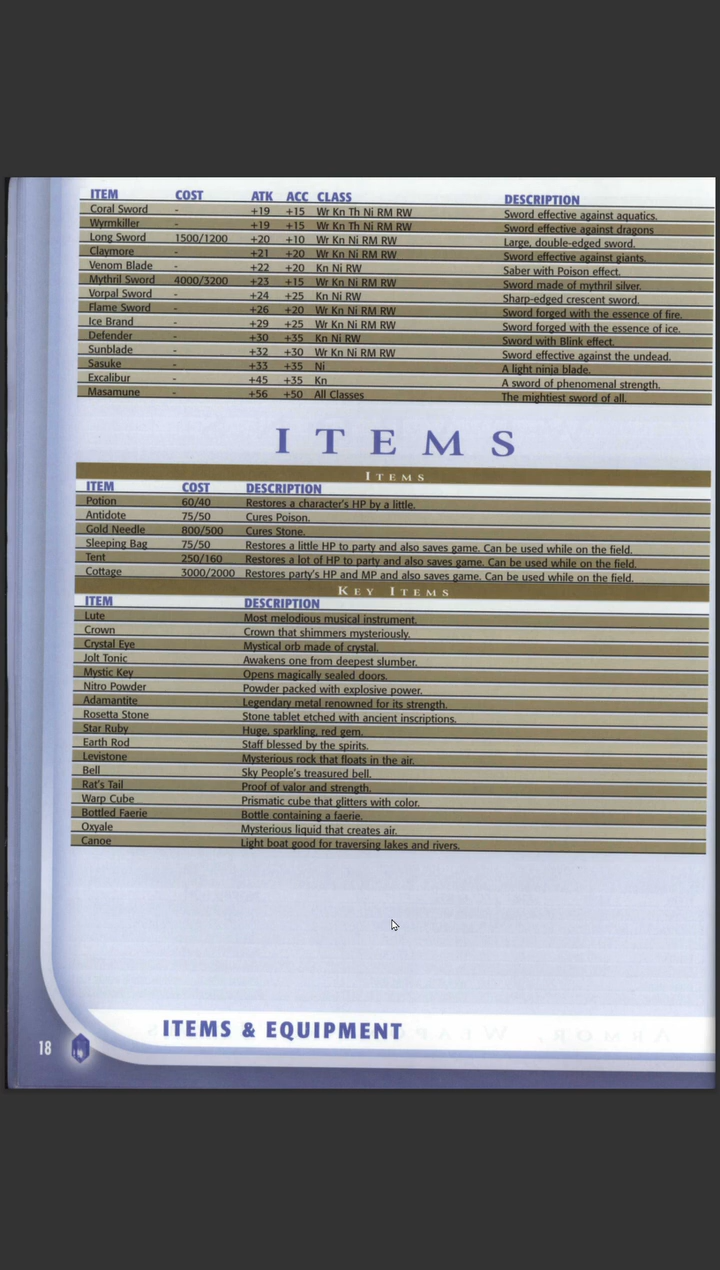 ITEM COST ATK ACC CLASS DESCRIPTION
Coral Sword - +19 +15 Wr Kn Th Ni RM RW Sword effective against aquatics.
Wyrmkiller - +19 +15 Wr Kn Th Ni RM RW Sword effective against dragons
Long Sword 1500/1200 +20 +10 Wr Kn Ni RM RW Large, double-edged sword.
Claymore - +21 +20 Wr Kn Ni RM RW Sword effective against giants.
Venom Blade - +22 +20 Kn Ni RW Saber with Poison effect.
Mythril Sword 4000/3200 +23 +15 Wr Kn Ni RM RW Sword made of mythril silver.
Vorpal Sword - +24 +25 Kn Ni RW Sharp-edged crescent sword.
Flame Sword - +26 +20 Wr Kn Ni RM RW Sword forged with the essence of fire.
Ice Brand - +29 +25 Wr Kn Ni RM RW Sword forged with the essence of ice.
Defender - +30 +35 Kn Ni RW Sword with Blink effect.
Sunblade - +32 +30 Wr Kn Ni RM RW Sword effective against the undead.
Sasuke - +33 +35 Ni A light ninja blade.
Excalibur - +45 +35 Kn A sword of phenomenal strength.
Masamune - +56 +50 All Classes The mightiest sword of all.
ITEMS
ITEMS
ITEM COST DESCRIPTION
Potion 60/40 Restores a character's HP by a little.
Antidote 75/50 Cures Poison.
Gold Needle 800/500 Cures Stone.
Sleeping Bag 75/50 Restores a little HP to party and also saves game. Can be used while on the field.
Tent 250/160 Restores a lot of HP to party and also saves game. Can be used while on the field.
Cottage 3000/2000 Restores party's HP and MP and also saves game. Can be used while on the field.
KEY ITEMS
ITEM DESCRIPTION
Lute Most melodious musical instrument.
Crown Crown that shimmers mysteriously.
Crystal Eye Mystical orb made of crystal.
Jolt Tonic Awakens one from deepest slumber.
Mystic Key Opens magically sealed doors.
Nitro Powder Powder packed with explosive power.
Adamantite Legendary metal renowned for its strength.
Rosetta Stone Stone tablet etched with ancient inscriptions.
Star Ruby Huge, sparkling, red gem.
Earth Rod Staff blessed by the spirits.
Levistone Mysterious rock that floats in the air.
Bell Sky People's treasured bell.
Rat's Tail Proof of valor and strength.
Warp Cube Prismatic cube that glitters with color.
Bottled Faerie Bottle containing a faerie.
Oxyale Mysterious liquid that creates air.
Canoe Light boat good for traversing lakes and rivers.
ITEMS & EQUIPMENT
18